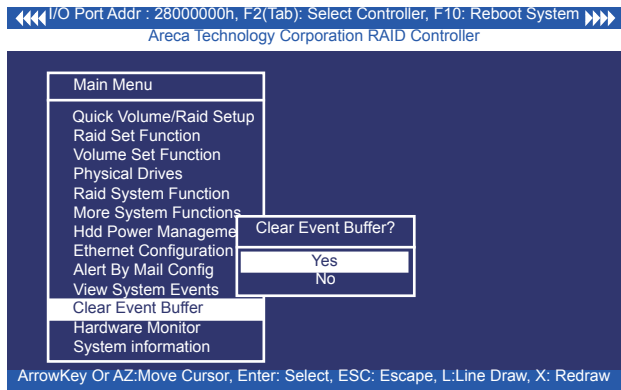 I/O Port Addr : 28000000h, F2(Tab): Select Controller, F10: Reboot System
Areca Technology Corporation RAID Controller
Main Menu
Quick Volume/Raid Setup
Raid Set Function
Volume Set Function
Physical Drives
Raid System Function
More System Functions
Hdd Power Manageme
Ethernet Configuration
Alert By Mail Config
View System Events
Clear Event Buffer
Hardware Monitor
System information
Clear Event Buffer?
Yes
No
ArrowKey Or AZ:Move Cursor, Enter: Select, ESC: Escape, L:Line Draw, X: Redraw